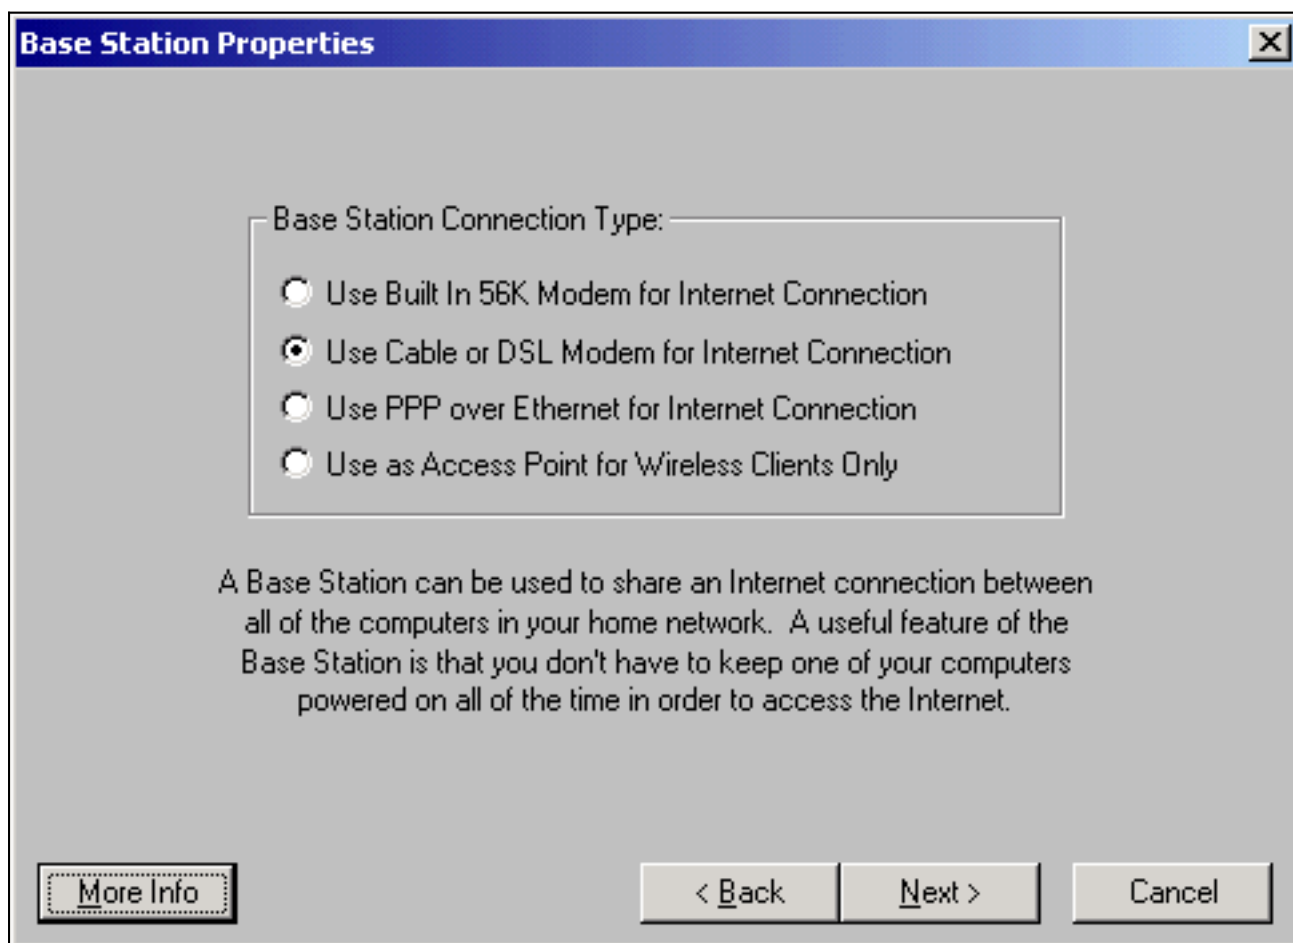 Base Station Properties
Base Station Connection Type:
Use Built In 56K Modem for Internet Connection
Use Cable or DSL Modem for Internet Connection
Use PPP over Ethernet for Internet Connection
Use as Access Point for Wireless Clients Only
A Base Station can be used to share an Internet connection between
all of the computers in your home network.  A useful feature of the
Base Station is that you don't have to keep one of your computers
powered on all of the time in order to access the Internet.
More Info
< Back
Next >
Cancel